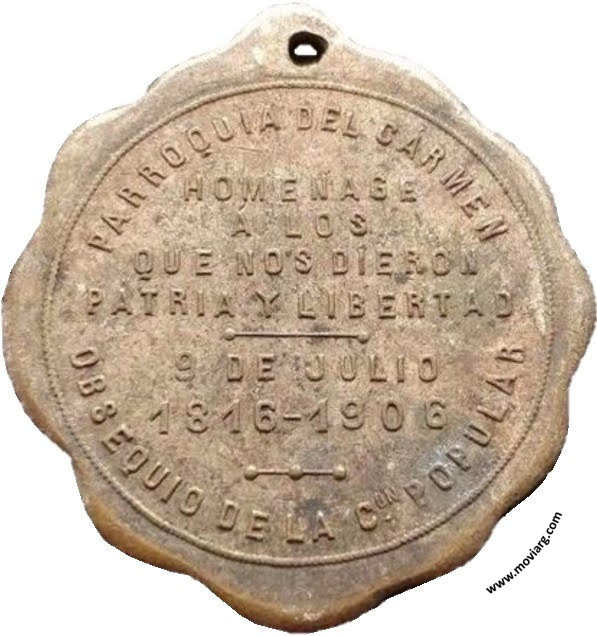 PARROQUIA DEL CARMEN
HOMENAGE
A LOS
QUE NOS DIERON
PATRIA Y LIBERTAD
9 DE JULIO
1816-1906
OBSEQUIO DE LA Cᵘᴺ POPULAR
www.moviarg.com